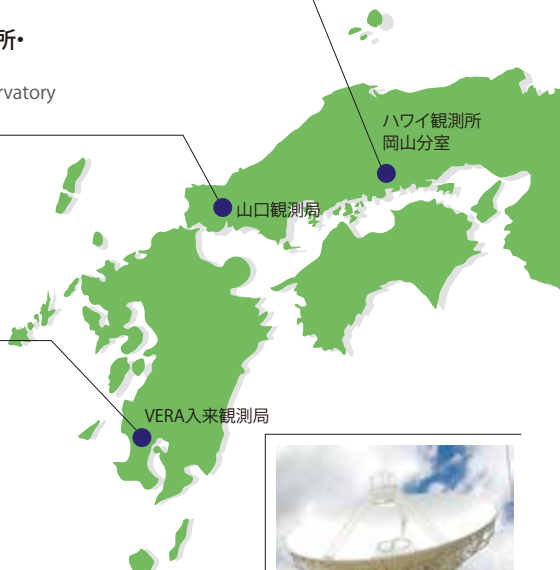 所・
rvatory
ハワイ観測所
岡山分室
山口観測局
VERA入来観測局